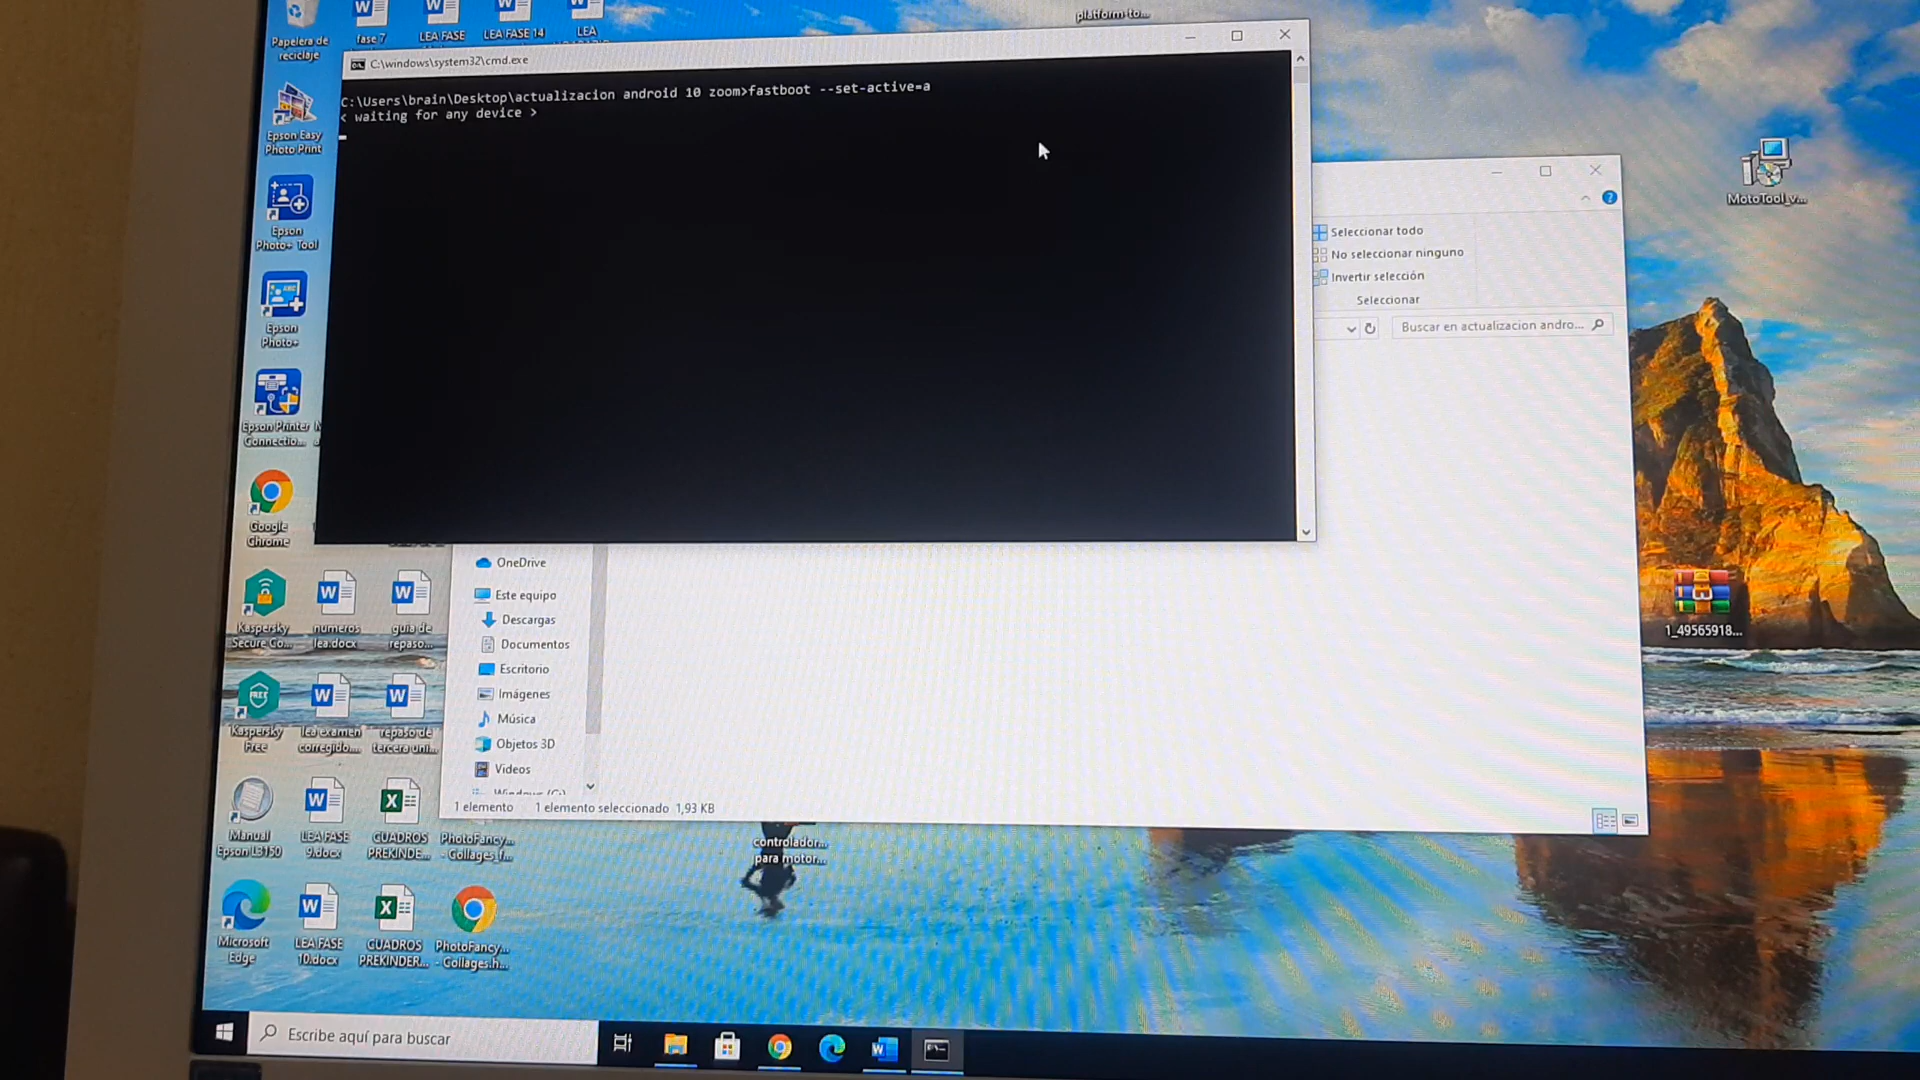 Papelera de
reciclaje
fase 7
LEA FASE
LEA FASE 14
LEA
platform-to...
C:\windows\system32\cmd.exe
C:\Users\brain\Desktop\actualizacion android 10 zoom>fastboot --set-active=a
< waiting for any device >
Epson Easy
Photo Print
Epson
Photo+ Tool
Epson
Photo+
Epson Printer
Connectio...
Google
Chrome
MotoTool_v...
Seleccionar todo
No seleccionar ninguno
Invertir selección
Seleccionar
Buscar en actualizacion andro...
1_49565918...
Kaspersky
Secure Co...
numeros
lea.docx
guia de
repaso...
Kaspersky
Free
FREE
lea examen
corregido....
repaso de
tercera uni...
OneDrive
Este equipo
Descargas
Documentos
Escritorio
Imágenes
Música
Objetos 3D
Videos
Windows (C:)
1 elemento
1 elemento seleccionado 1,93 KB
Manual
Epson L3150
LEA FASE
9.docx
CUADROS
PREKINDE...
PhotoFancy...
- Collages_f...
controlador...
para motor...
Microsoft
Edge
LEA FASE
10.docx
CUADROS
PREKINDER...
PhotoFancy...
- Collages.h...
Escribe aquí para buscar